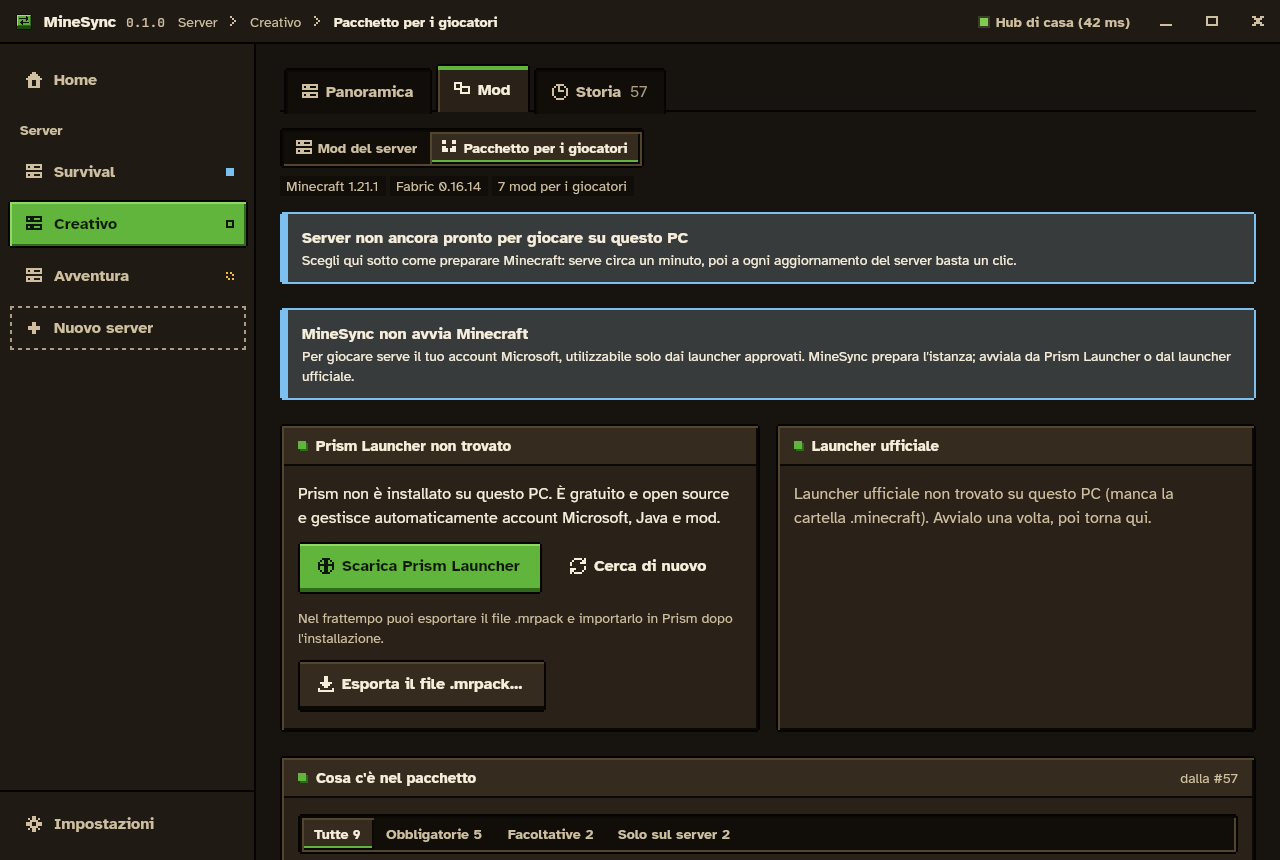 MineSync 0.1.0 Server Creativo Pacchetto per i giocatori
Hub di casa (42 ms)
Home
Server
Survival
Creativo
Avventura
Nuovo server
Impostazioni
Panoramica
Mod
Storia 57
Mod del server
Pacchetto per i giocatori
Minecraft 1.21.1
Fabric 0.16.14
7 mod per i giocatori
Server non ancora pronto per giocare su questo PC
Scegli qui sotto come preparare Minecraft: serve circa un minuto, poi a ogni aggiornamento del server basta un clic.
MineSync non avvia Minecraft
Per giocare serve il tuo account Microsoft, utilizzabile solo dai launcher approvati. MineSync prepara l'istanza; avviala da Prism Launcher o dal launcher
ufficiale.
Prism Launcher non trovato
Prism non è installato su questo PC. È gratuito e open source
e gestisce automaticamente account Microsoft, Java e mod.
Scarica Prism Launcher
Cerca di nuovo
Nel frattempo puoi esportare il file .mrpack e importarlo in Prism dopo
l'installazione.
Esporta il file .mrpack...
Launcher ufficiale
Launcher ufficiale non trovato su questo PC (manca la
cartella .minecraft). Avvialo una volta, poi torna qui.
Cosa c'è nel pacchetto
dalla #57
Tutte 9
Obbligatorie 5
Facoltative 2
Solo sul server 2